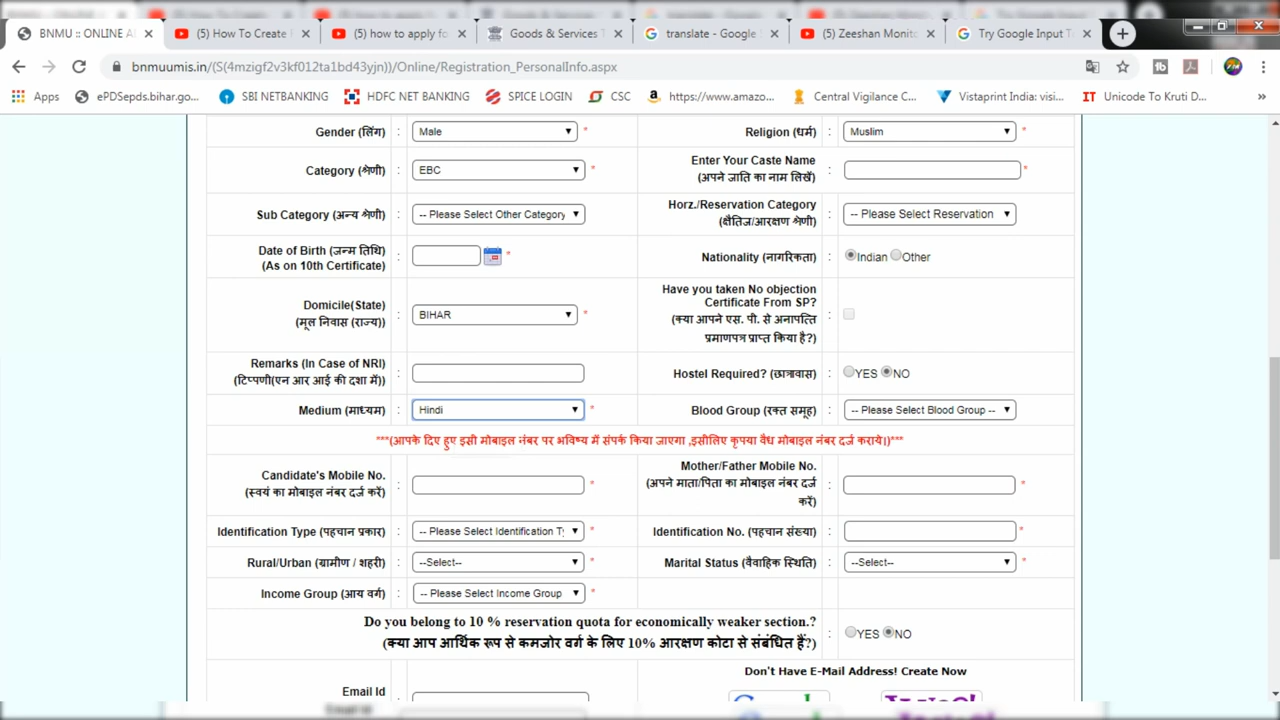 BNMU :: ONLINE A
(5) How To Create
(5) how to apply fo
translate - Google
(5) Zeeshan Monito
Try Google Input T
bnmuumis.in/(S(4mzigf2v3kf012ta1bd43yjn))/Online/Registration_PersonalInfo.aspx
Apps ePDSepds.bihar.go... SBI NETBANKING HDFC NET BANKING SPICE LOGIN CSC https://www.amazo... Central Vigilance C... Vistaprint India: visi... IT Unicode To Kruti D... »
Gender (लिंग) : Male * Religion (धर्म) : Muslim *
Category (श्रेणी) : EBC * Enter Your Caste Name
(अपने जाति का नाम लिखें) : *
Sub Category (अन्य श्रेणी) : -- Please Select Other Category Horz./Reservation Category
(क्षैतिज/आरक्षण श्रेणी) : -- Please Select Reservation
Date of Birth (जन्म तिथि)
(As on 10th Certificate) : * Nationality (नागरिकता) : Indian Other
Domicile(State)
(मूल निवास (राज्य)) : BIHAR * Have you taken No objection
Certificate From SP?
(क्या आपने एस. पी. से अनापत्ति
प्रमाणपत्र प्राप्त किया है?) :
Remarks (In Case of NRI)
(टिप्पणी(एन आर आई की दशा में)) : Hostel Required? (छात्रावास) : YES NO
Medium (माध्यम) : Hindi * Blood Group (रक्त समूह) : -- Please Select Blood Group --
***(आपके दिए हुए इसी मोबाइल नंबर पर भविष्य में संपर्क किया जाएगा ,इसीलिए कृपया वैध मोबाइल नंबर दर्ज कराये।)***
Candidate's Mobile No.
(स्वयं का मोबाइल नंबर दर्ज करें) : * Mother/Father Mobile No.
(अपने माता/पिता का मोबाइल नंबर दर्ज
करें) : *
Identification Type (पहचान प्रकार) : -- Please Select Identification Ty * Identification No. (पहचान संख्या) : *
Rural/Urban (ग्रामीण / शहरी) : --Select-- * Marital Status (वैवाहिक स्थिति) : --Select-- *
Income Group (आय वर्ग) : -- Please Select Income Group *
Do you belong to 10 % reservation quota for economically weaker section.?
(क्या आप आर्थिक रूप से कमजोर वर्ग के लिए 10% आरक्षण कोटा से संबंधित हैं?) : YES NO
Don't Have E-Mail Address! Create Now
Email Id